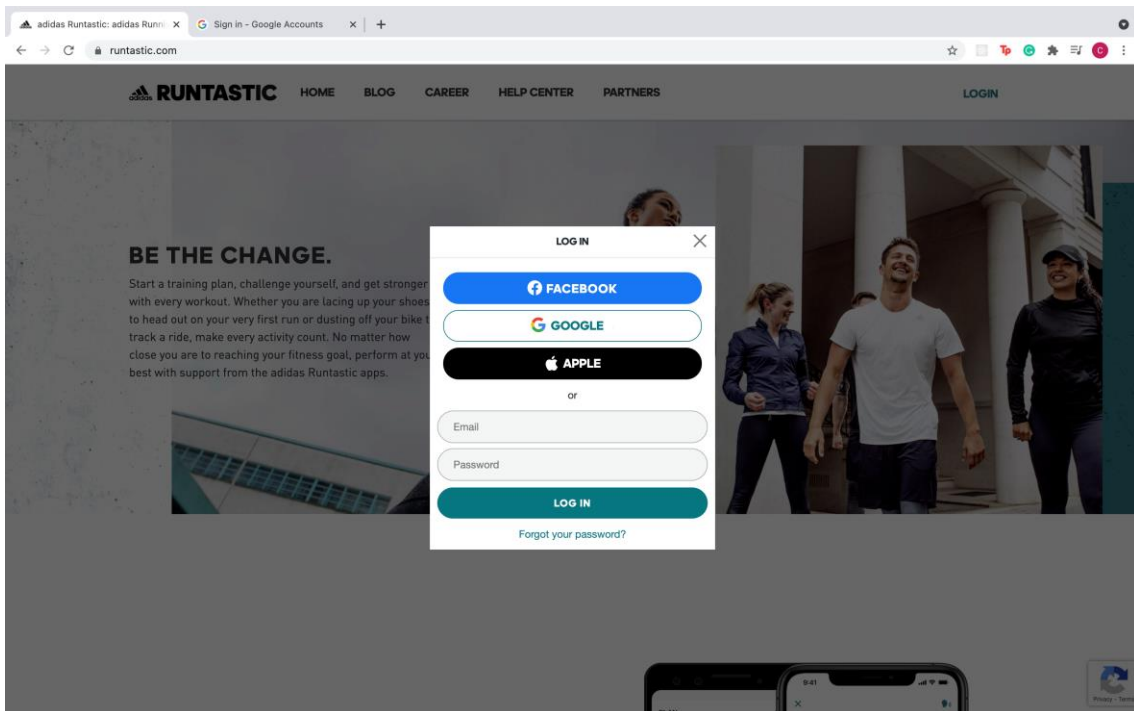 adidas Runtastic: adidas Runn
Sign in - Google Accounts
runtastic.com
Tp
C
adidas RUNTASTIC
HOME
BLOG
CAREER
HELP CENTER
PARTNERS
LOGIN
BE THE CHANGE.
Start a training plan, challenge yourself, and get stronger
with every workout. Whether you are lacing up your shoes
to head out on your very first run or dusting off your bike t
track a ride, make every activity count. No matter how
close you are to reaching your fitness goal, perform at you
best with support from the adidas Runtastic apps.
LOG IN
FACEBOOK
GOOGLE
APPLE
or
Email
Password
LOG IN
Forgot your password?
9:41
Privacy - Terms